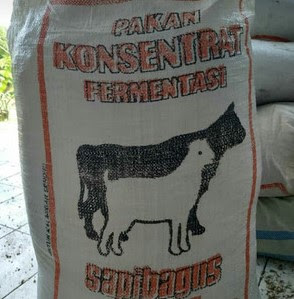 PAKAN
KONSENTRAT
FERMENTASI
sapibagus